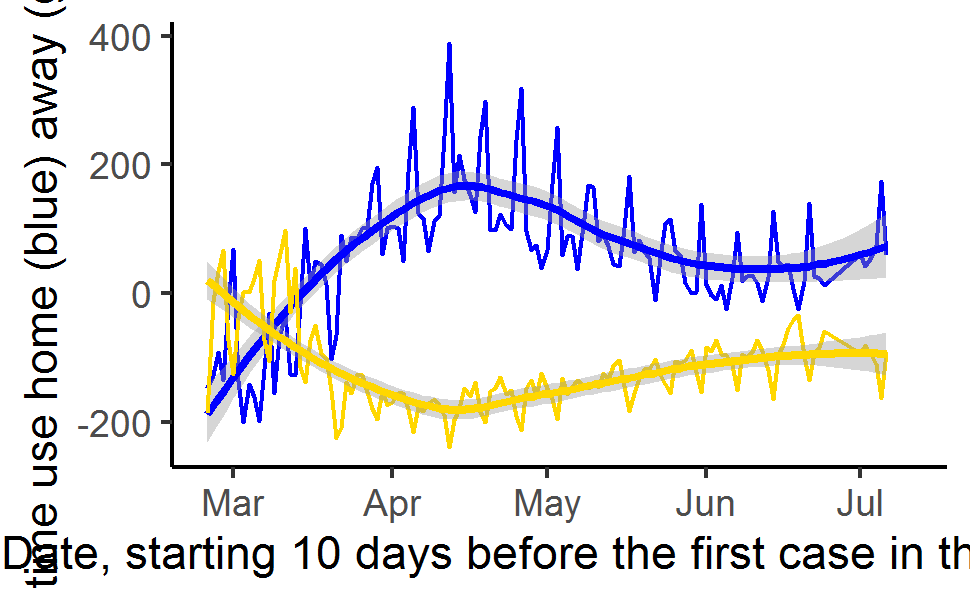 time use home (blue) away (
400
200
0
-200
Mar Apr May Jun Jul
Date, starting 10 days before the first case in th